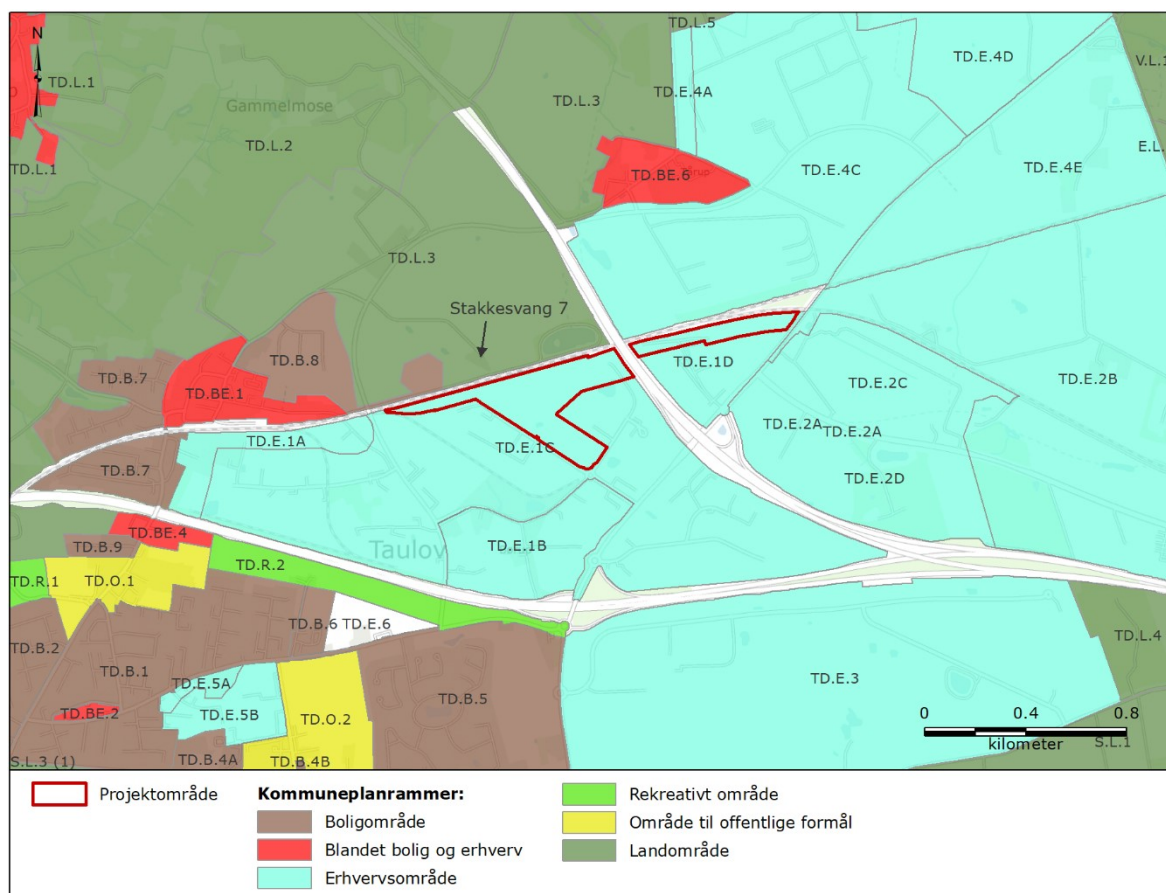 N
TD.L.1
TD.L.5
TD.E.4D
V.L.1
Gammelmose
TD.L.3
TD.E.4A
TD.L.2
TD.L.1
TD.BE.6
Tårup
TD.E.4C
TD.E.4E
E.L.
TD.L.3
Stakkesvang 7
TD.B.8
TD.B.7
TD.BE.1
TD.E.1D
TD.E.2C
TD.E.2B
TD.E.1A
TD.E.1C
TD.E.2A
TD.E.2A
TD.B.7
TD.E.2D
TD.BE.4
Taulov
TD.E.1B
TD.B.9
TD.R.2
TD.R.1
TD.O.1
TD.B.6
TD.E.6
TD.L.4
TD.B.2
TD.B.1
TD.E.5A
TD.E.3
TD.B.5
TD.BE.2
TD.E.5B
TD.O.2
0
0.4
0.8
kilometer
S.L.1
S.L.3 (1)
TD.B.4A
TD.B.4B
Projektområde
Kommuneplanrammer:
Boligområde
Blandet bolig og erhverv
Erhvervsområde
Rekreativt område
Område til offentlige formål
Landområde